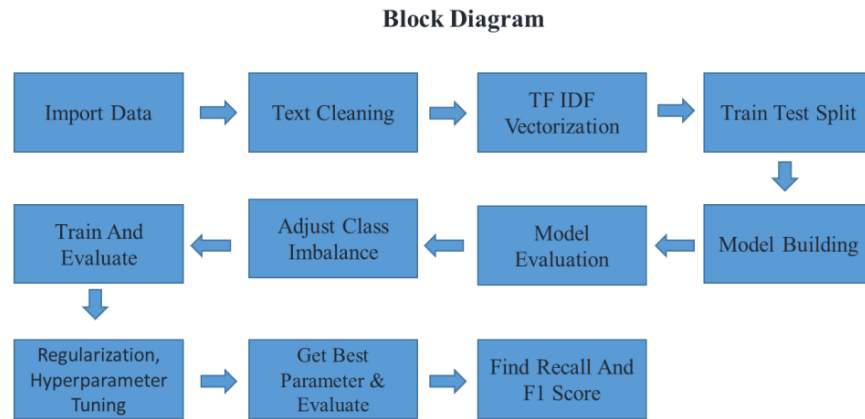 Block Diagram
Import Data
Text Cleaning
TF IDF
Vectorization
Train Test Split
Train And
Evaluate
Adjust Class
Imbalance
Model
Evaluation
Model Building
Regularization,
Hyperparameter
Tuning
Get Best
Parameter &
Evaluate
Find Recall And
F1 Score